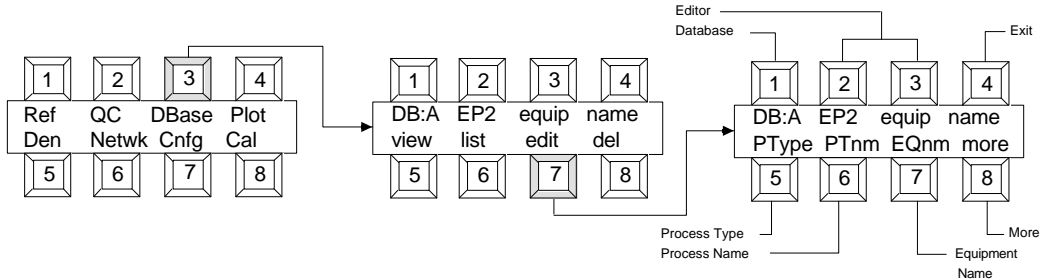 Editor
Database
Exit
1 2 3 4
Ref QC DBase Plot
Den Netwk Cnfg Cal
5 6 7 8
1 2 3 4
DB:A EP2 equip name
view list edit del
5 6 7 8
1 2 3 4
DB:A EP2 equip name
PType PTnm EQnm more
5 6 7 8
Process Type
Process Name
More
Equipment
Name